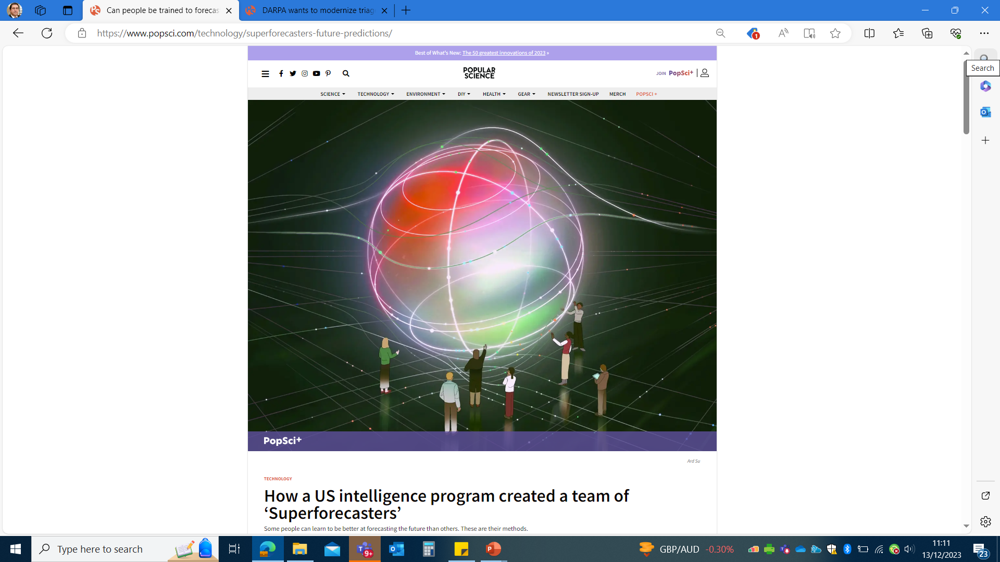 Can people be trained to forecas
DARPA wants to modernize triag
https://www.popsci.com/technology/superforecasters-future-predictions/
1
Search
Best of What's New: The 50 greatest innovations of 2023 »
POPULAR
SCIENCE
JOIN PopSci+
SCIENCE TECHNOLOGY ENVIRONMENT DIY HEALTH GEAR NEWSLETTER SIGN-UP MERCH POPSCI +
PopSci+
Ard Su
TECHNOLOGY
How a US intelligence program created a team of
‘Superforecasters’
Some people can learn to be better at forecasting the future than others. These are their methods.
Type here to search
9+
GBP/AUD -0.30%
11:11
13/12/2023
23